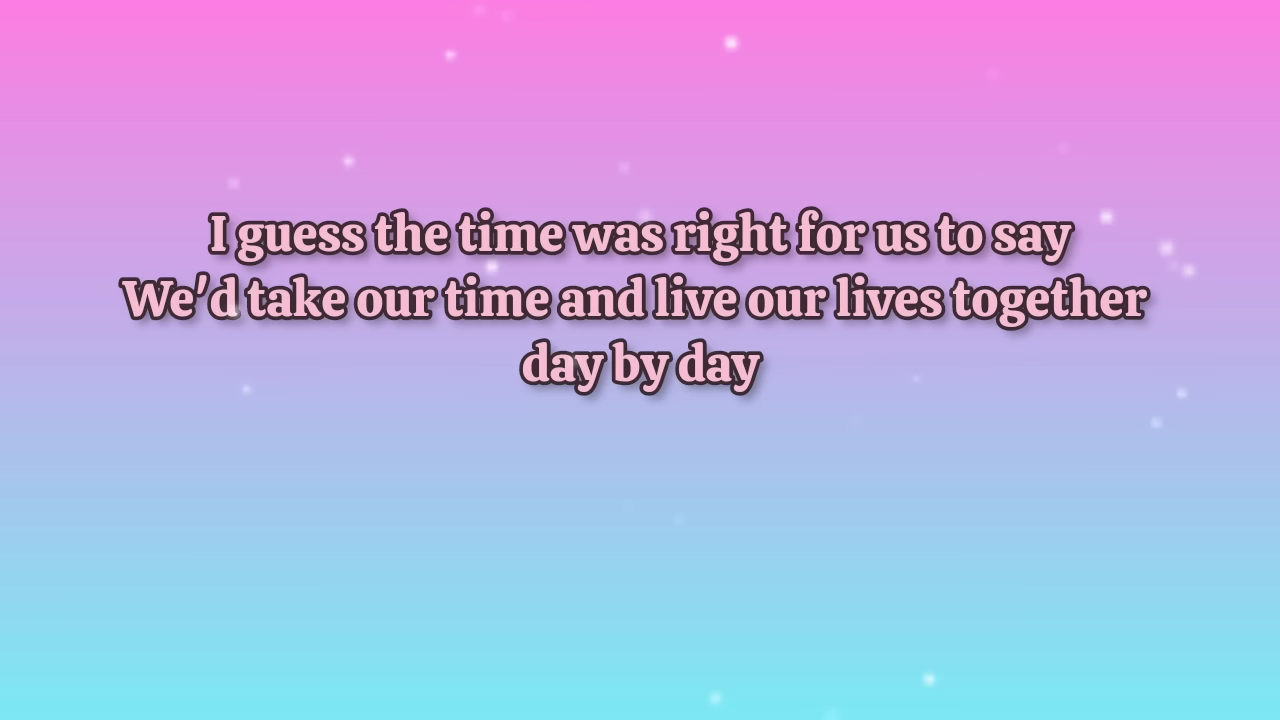 I guess the time was right for us to say
We'd take our time and live our lives together
day by day